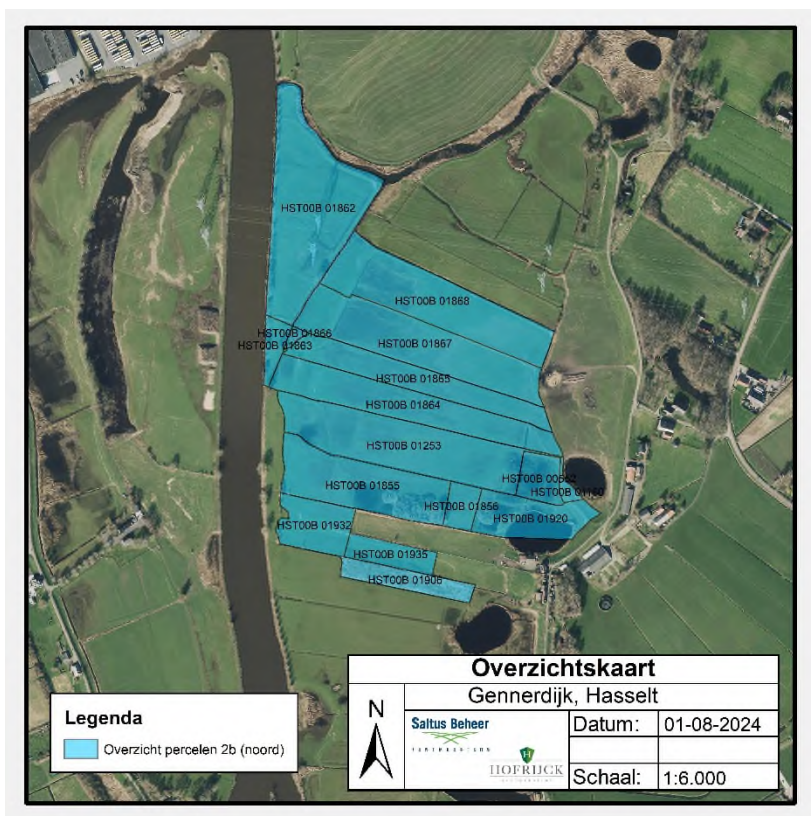 HST00B 01862
HST00B 01868
HST00B 01866
HST00B 01863
HST00B 01867
HST00B 01865
HST00B 01864
HST00B 01253
HST00B 01855
HST00B 01856
HST00B 01920
HST00B 01932
HST00B 01935
HST00B 01906
Overzichtskaart
Gennerdijk, Hasselt
N
Saltus Beheer
HOFRIJCK
Datum: 01-08-2024
Schaal: 1:6.000
Legenda
Overzicht percelen 2b (noord)